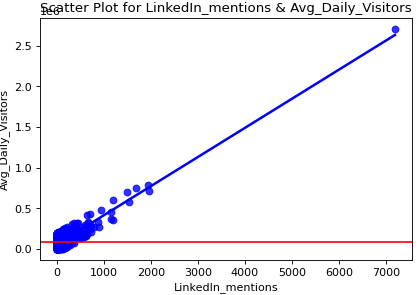 Scatter Plot for LinkedIn_mentions & Avg_Daily_Visitors
1e6
2.5
2.0
1.5
1.0
0.5
0.0
Avg_Daily_Visitors
0 1000 2000 3000 4000 5000 6000 7000
LinkedIn_mentions